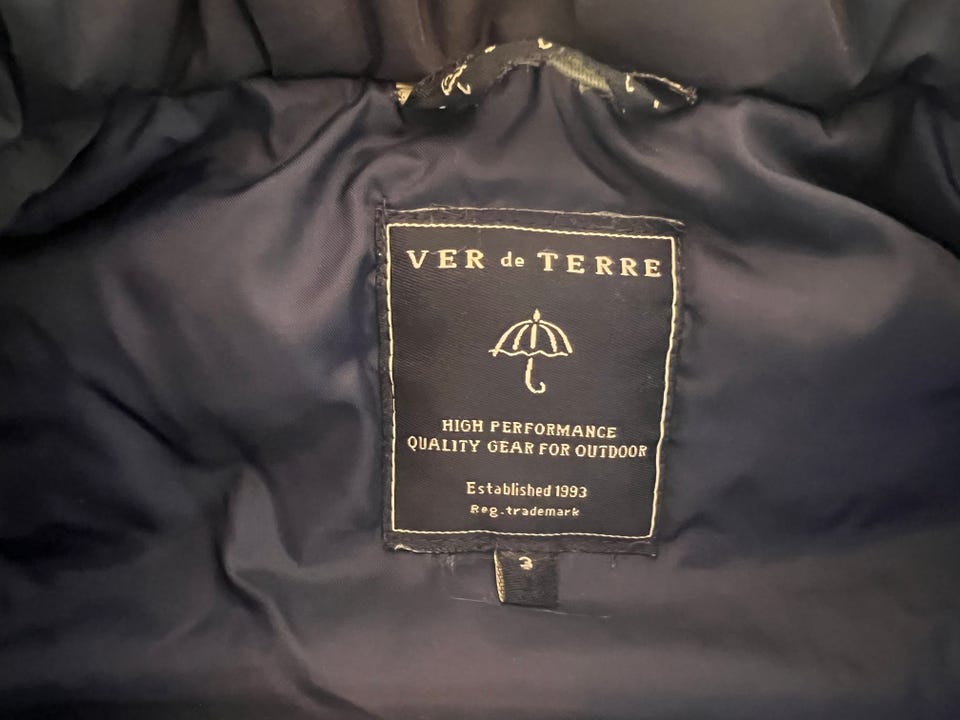 VER de TERRE
HIGH PERFORMANCE
QUALITY GEAR FOR OUTDOOR
Established 1993
Reg. trademark
3